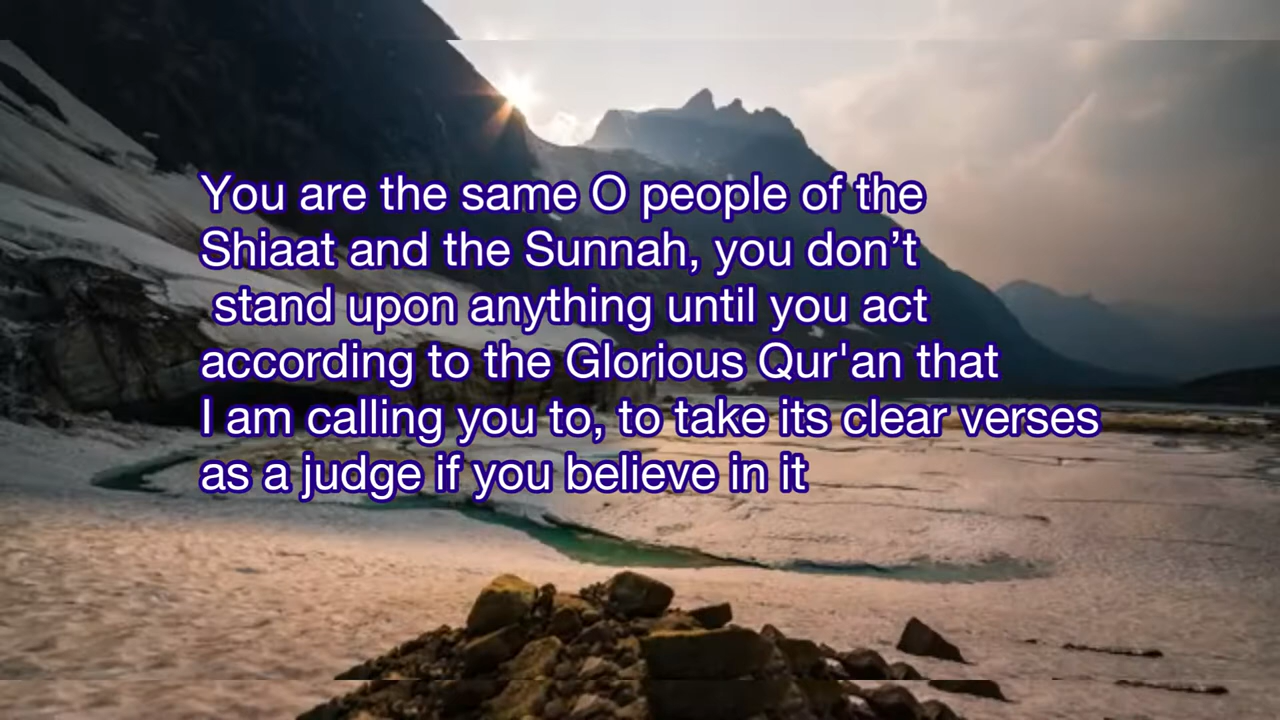 You are the same O people of the
Shiaat and the Sunnah, you don’t
stand upon anything until you act
according to the Glorious Qur'an that
I am calling you to, to take its clear verses
as a judge if you believe in it